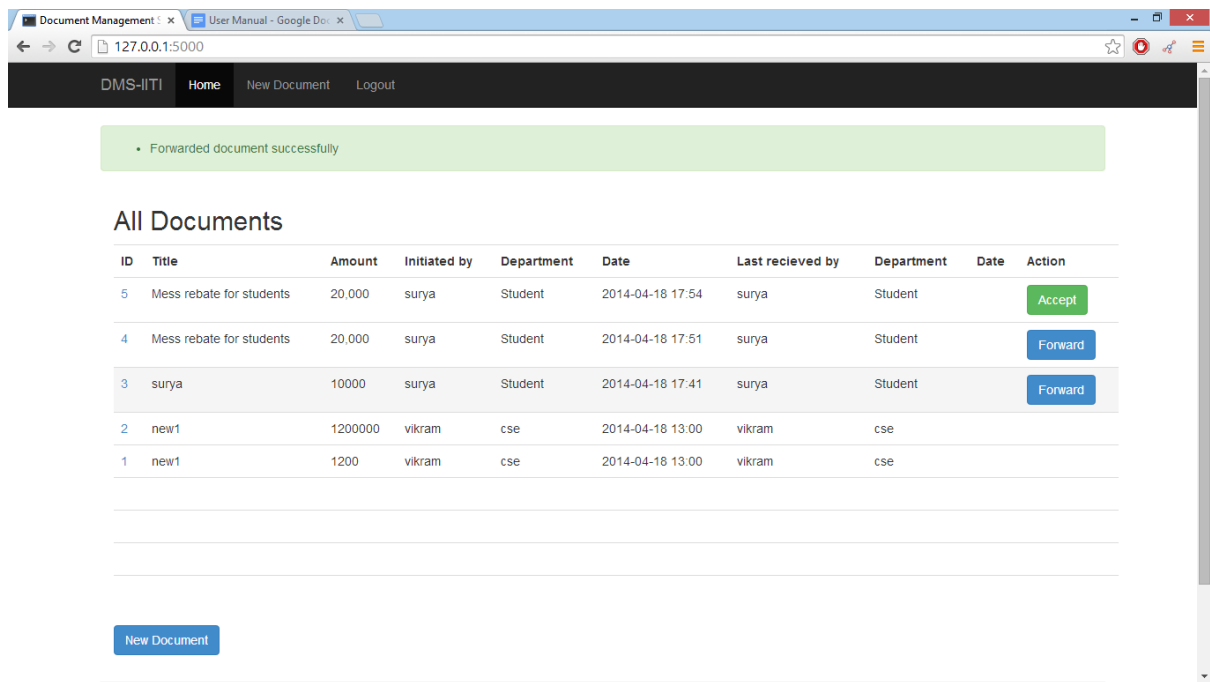 Document Management S
User Manual - Google Doc
127.0.0.1:5000
DMS-IITI Home New Document Logout
Forwarded document successfully
All Documents
ID Title Amount Initiated by Department Date Last recieved by Department Date Action
5 Mess rebate for students 20,000 surya Student 2014-04-18 17:54 surya Student Accept
4 Mess rebate for students 20,000 surya Student 2014-04-18 17:51 surya Student Forward
3 surya 10000 surya Student 2014-04-18 17:41 surya Student Forward
2 new1 1200000 vikram cse 2014-04-18 13:00 vikram cse
1 new1 1200 vikram cse 2014-04-18 13:00 vikram cse
New Document